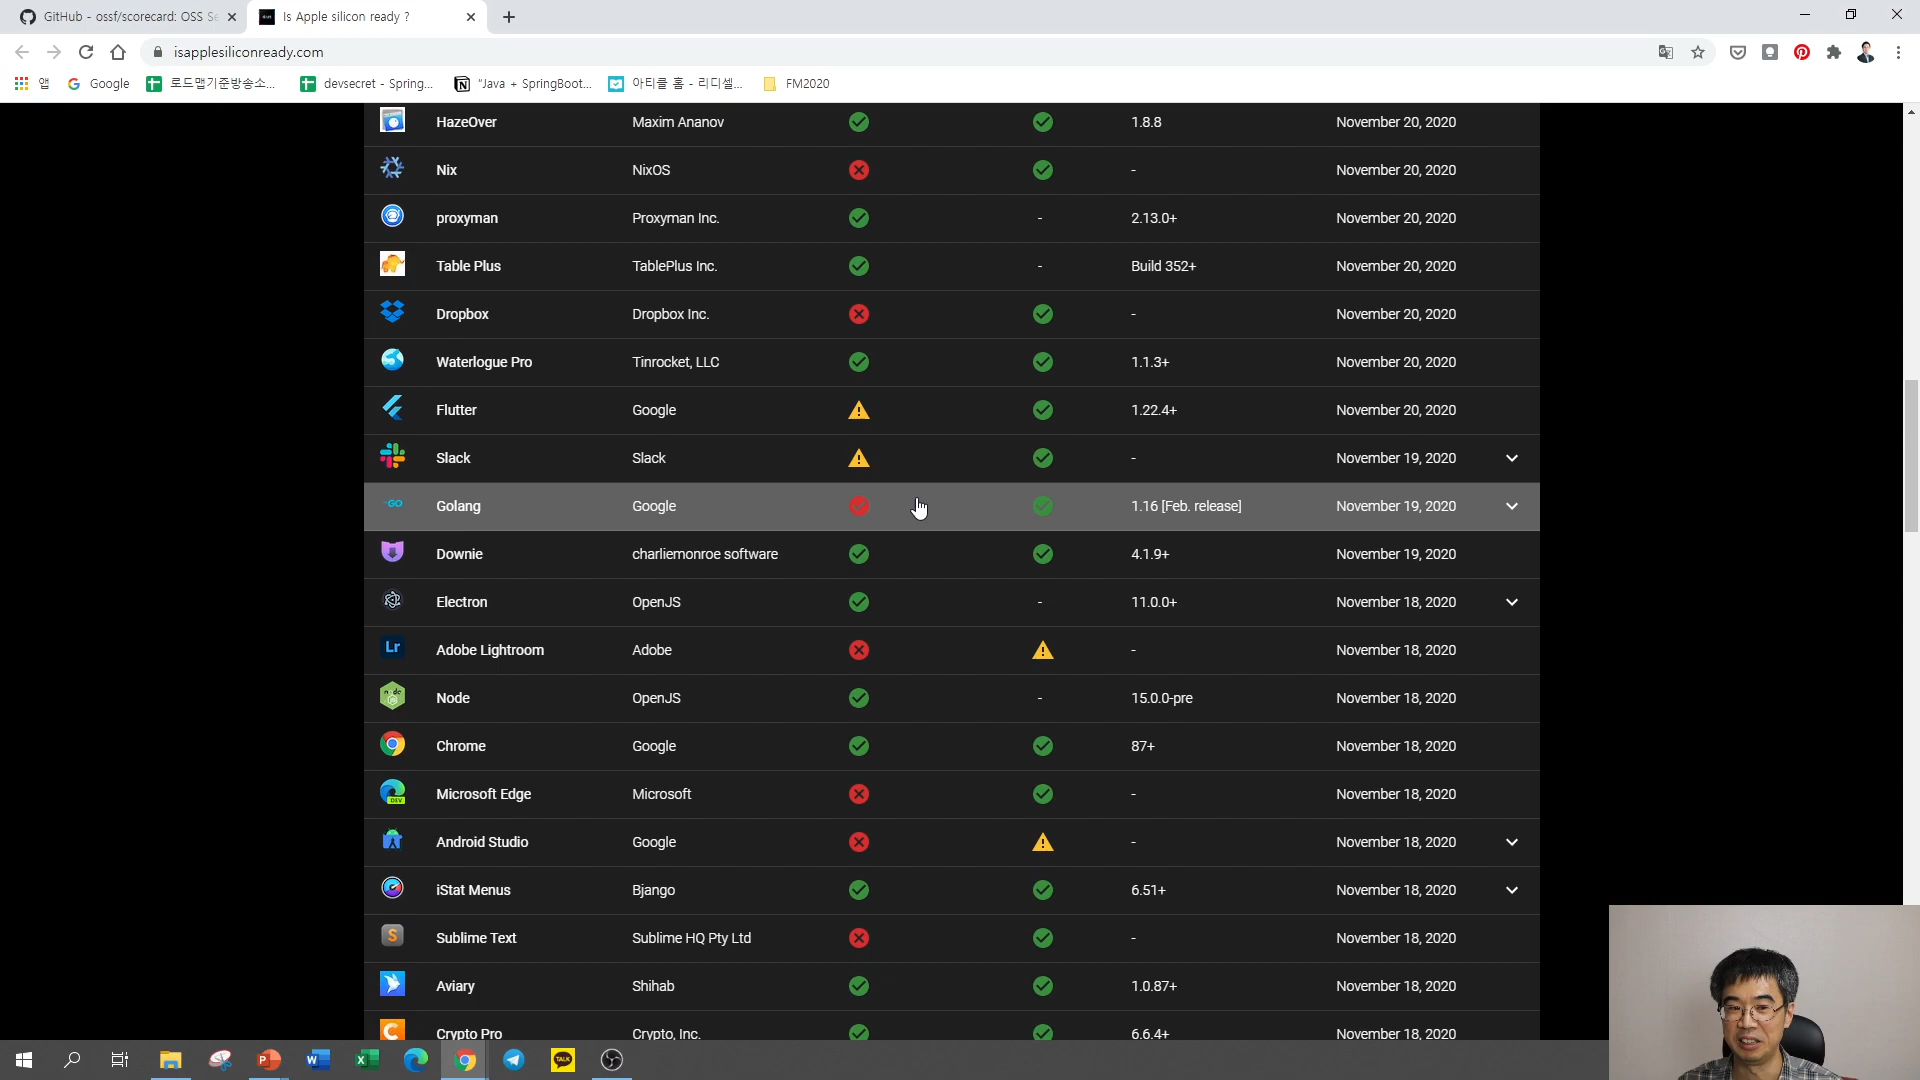 GitHub - ossf/scorecard: OSS Se
Is Apple silicon ready ?
isapplesiliconready.com
앱
Google
로드맵기준방송소...
devsecret - Spring...
"Java + SpringBoot...
아티클 홈 - 리디셀...
FM2020
HazeOver Maxim Ananov 1.8.8 November 20, 2020
Nix NixOS - November 20, 2020
proxyman Proxyman Inc. - 2.13.0+ November 20, 2020
Table Plus TablePlus Inc. - Build 352+ November 20, 2020
Dropbox Dropbox Inc. - November 20, 2020
Waterlogue Pro Tinrocket, LLC 1.1.3+ November 20, 2020
Flutter Google 1.22.4+ November 20, 2020
Slack Slack - November 19, 2020
GO Golang Google 1.16 [Feb. release] November 19, 2020
Downie charliemonroe software 4.1.9+ November 19, 2020
Electron OpenJS - 11.0.0+ November 18, 2020
Lr Adobe Lightroom Adobe - November 18, 2020
Node OpenJS - 15.0.0-pre November 18, 2020
Chrome Google 87+ November 18, 2020
DEV Microsoft Edge Microsoft - November 18, 2020
Android Studio Google - November 18, 2020
iStat Menus Bjango 6.51+ November 18, 2020
S Sublime Text Sublime HQ Pty Ltd - November 18, 2020
Aviary Shihab 1.0.87+ November 18, 2020
C Crypto Pro Crypto, Inc. 6.6.4+ November 18, 2020
TALK